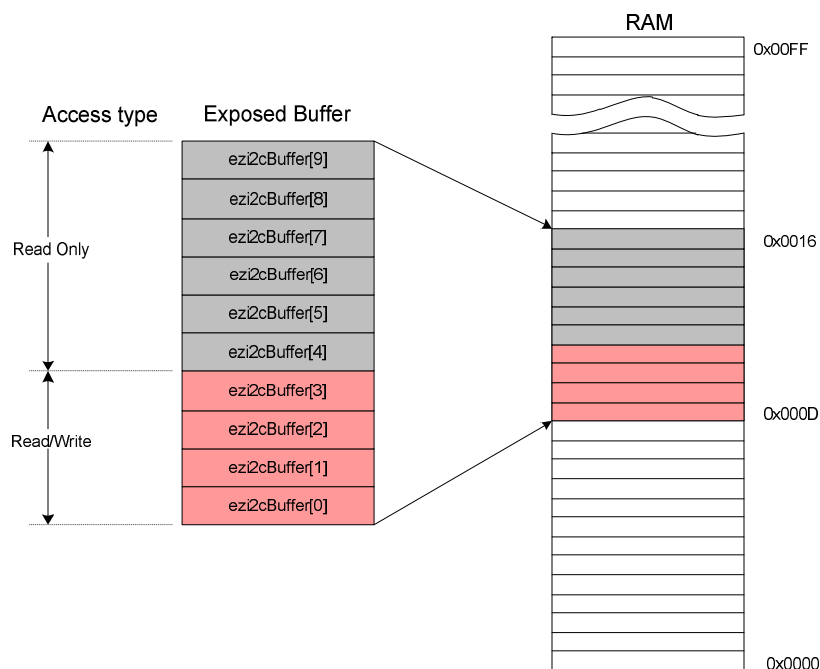 RAM
0x00FF
Access type
Exposed Buffer
ezi2cBuffer[9]
ezi2cBuffer[8]
ezi2cBuffer[7]
ezi2cBuffer[6]
ezi2cBuffer[5]
ezi2cBuffer[4]
ezi2cBuffer[3]
ezi2cBuffer[2]
ezi2cBuffer[1]
ezi2cBuffer[0]
Read Only
Read/Write
0x0016
0x000D
0x0000